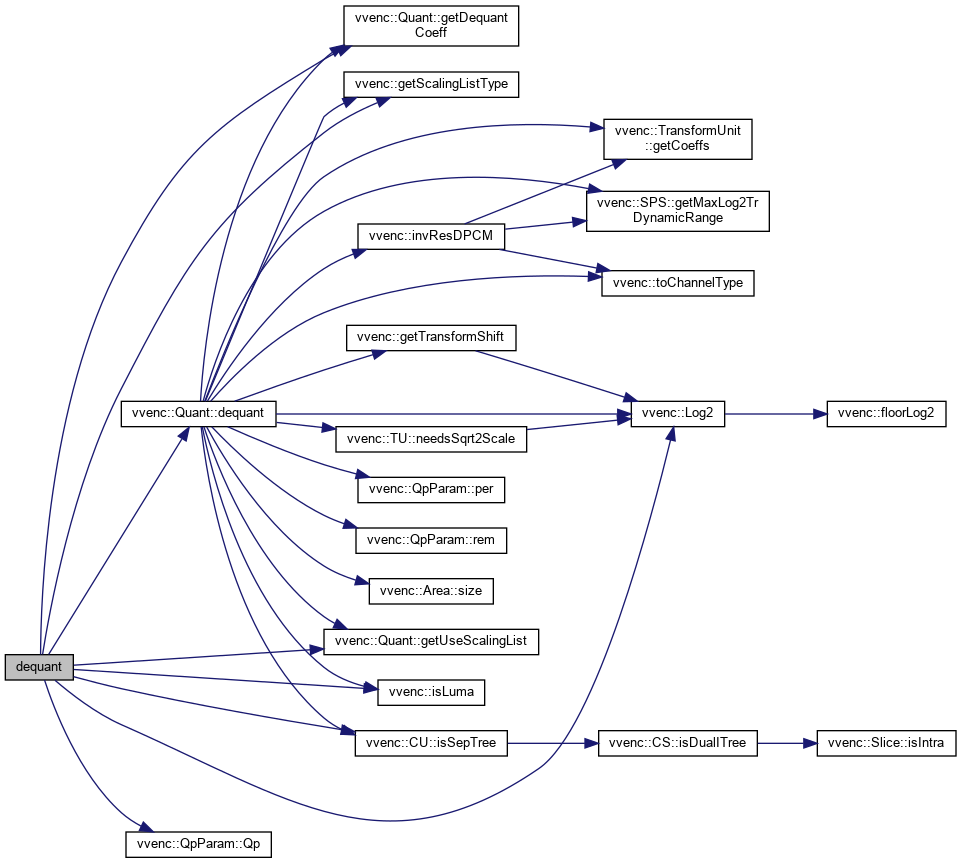 vvenc::Quant::getDequant
Coeff
vvenc::getScalingListType
vvenc::TransformUnit
::getCoeffs
vvenc::SPS::getMaxLog2Tr
DynamicRange
vvenc::invResDPCM
vvenc::toChannelType
vvenc::getTransformShift
vvenc::Quant::dequant
vvenc::Log2
vvenc::floorLog2
vvenc::TU::needsSqrt2Scale
vvenc::QpParam::per
vvenc::QpParam::rem
vvenc::Area::size
vvenc::Quant::getUseScalingList
dequant
vvenc::isLuma
vvenc::CU::isSepTree
vvenc::CS::isDualITree
vvenc::Slice::isIntra
vvenc::QpParam::Qp